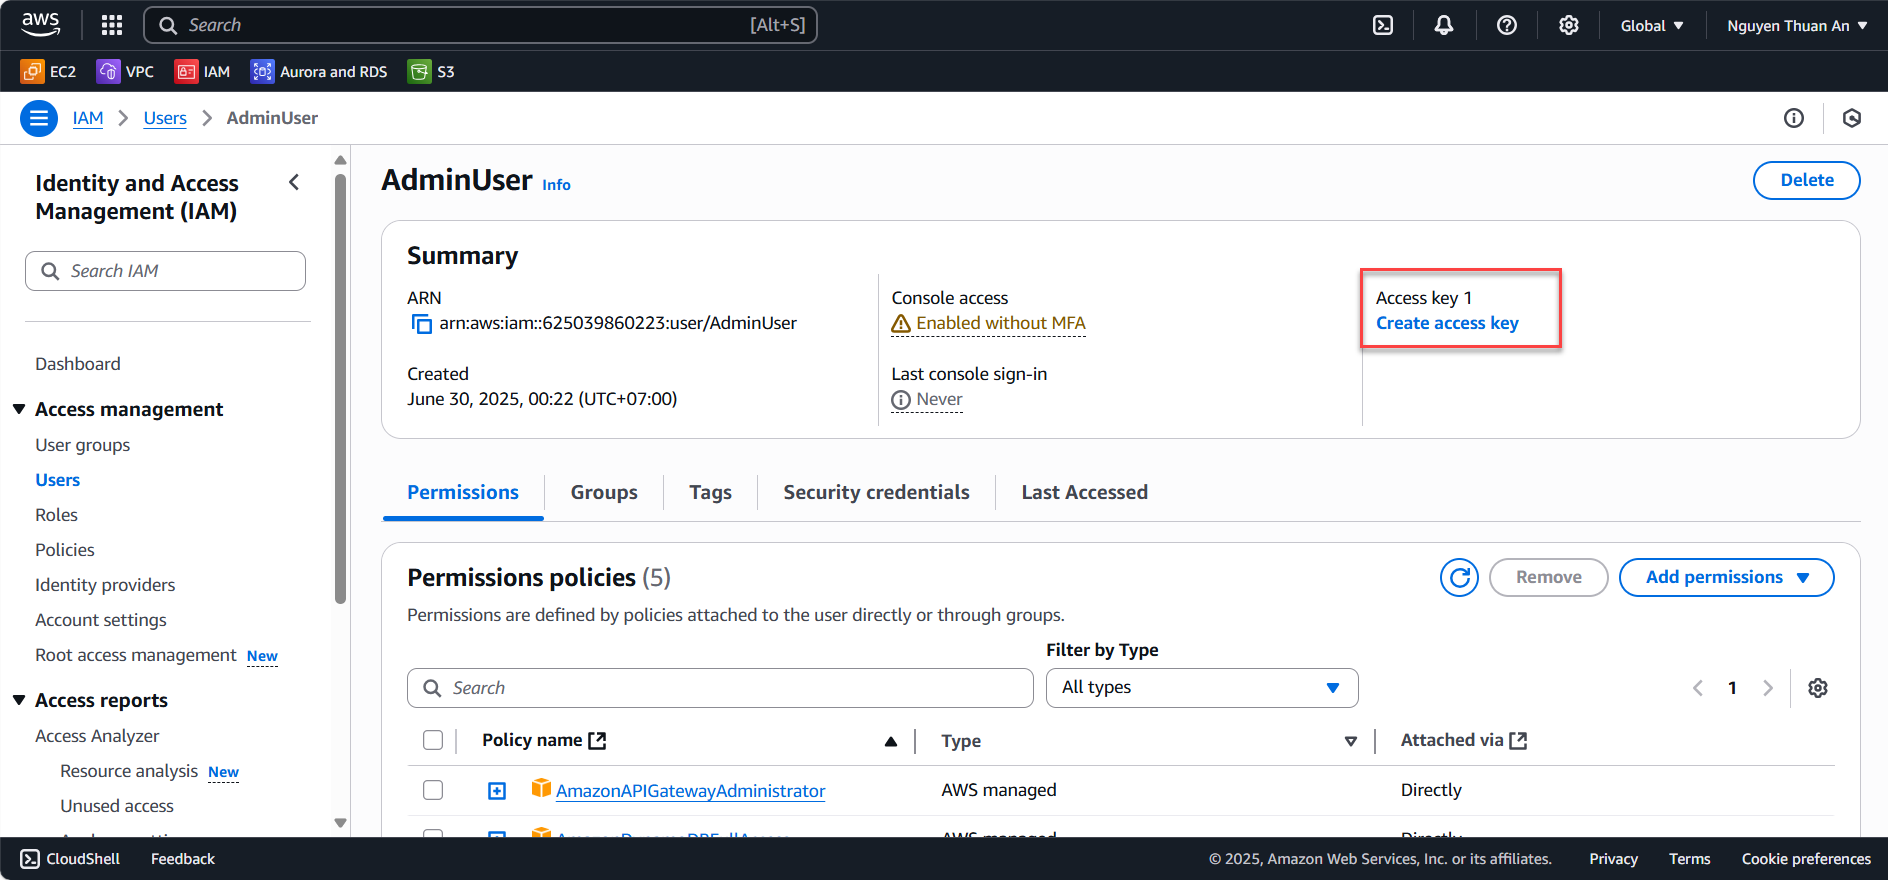 aws
Search [Alt+S]
Global
Nguyen Thuan An
EC2
VPC
IAM
Aurora and RDS
S3
IAM
Users
AdminUser
Identity and Access
Management (IAM)
Search IAM
Dashboard
Access management
User groups
Users
Roles
Policies
Identity providers
Account settings
Root access management New
Access reports
Access Analyzer
Resource analysis New
Unused access
AdminUser Info
Delete
Summary
ARN
arn:aws:iam::625039860223:user/AdminUser
Created
June 30, 2025, 00:22 (UTC+07:00)
Console access
Enabled without MFA
Last console sign-in
Never
Access key 1
Create access key
Permissions
Groups
Tags
Security credentials
Last Accessed
Permissions policies (5)
Remove
Add permissions
Permissions are defined by policies attached to the user directly or through groups.
Filter by Type
Search
All types
1
Policy name
Type
Attached via
AmazonAPIGatewayAdministrator
AWS managed
Directly
AWS managed
Directly
CloudShell
Feedback
© 2025, Amazon Web Services, Inc. or its affiliates.
Privacy
Terms
Cookie preferences